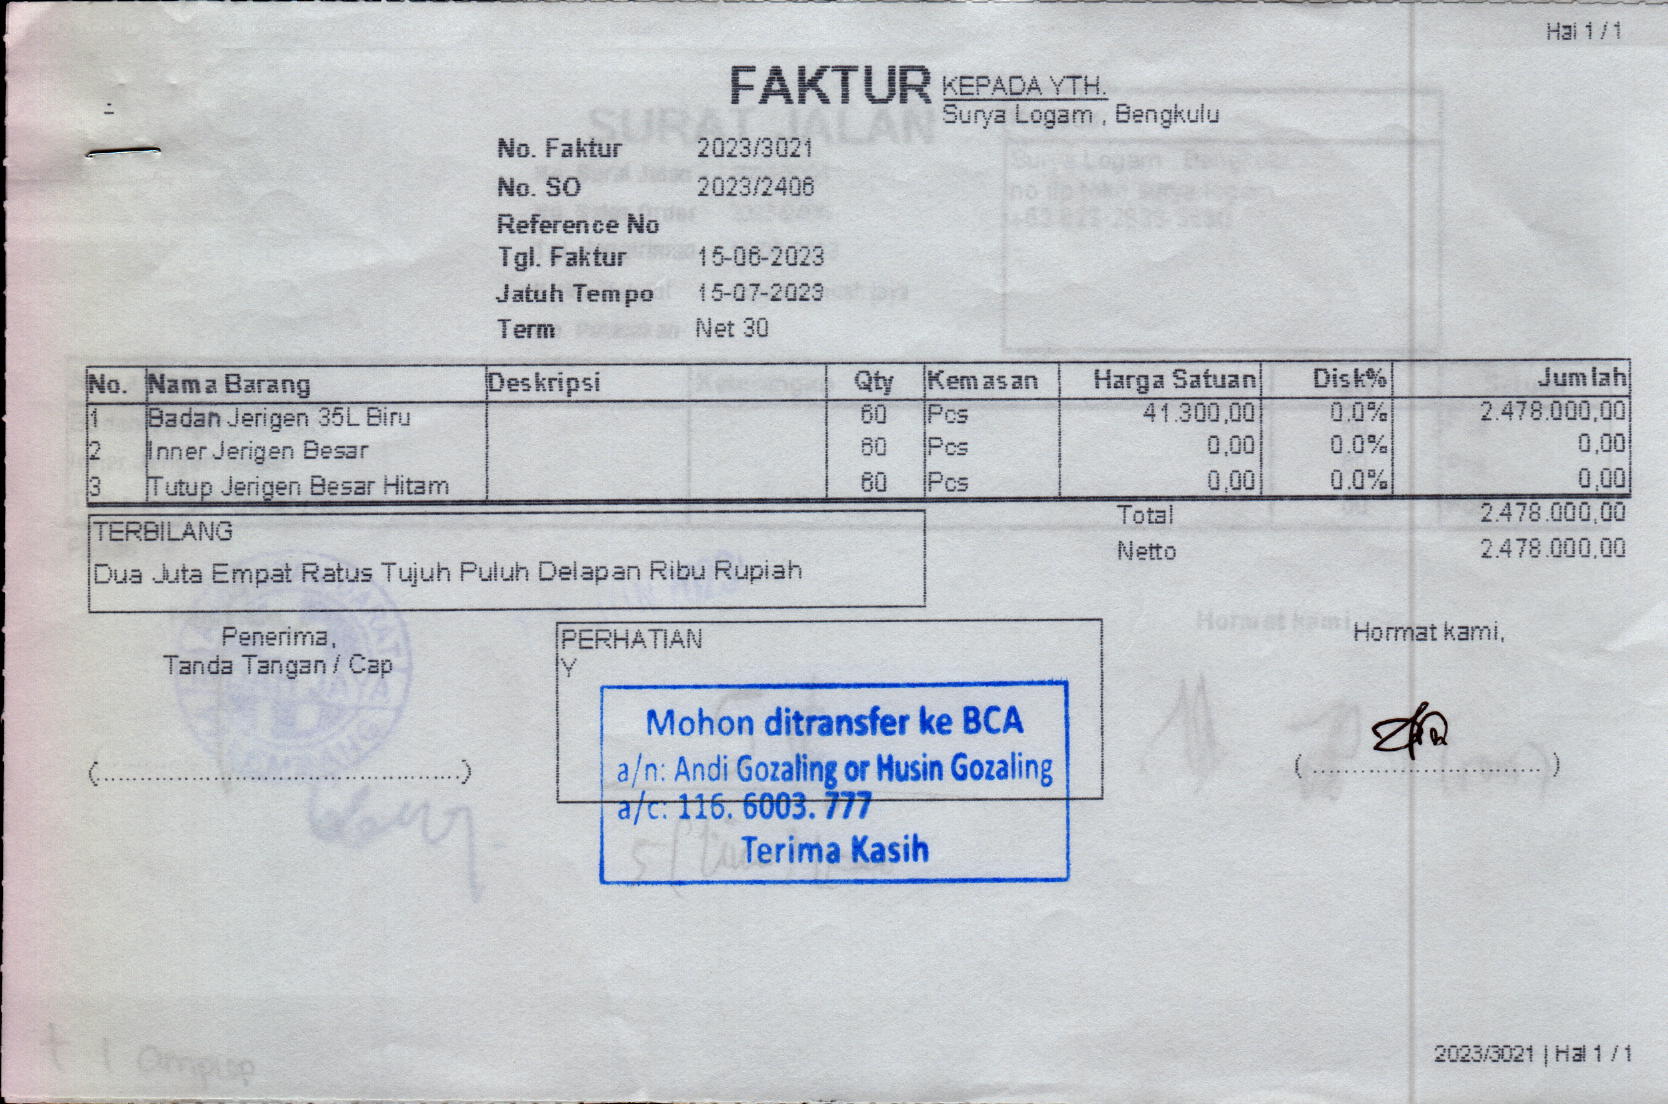 Hal 1 / 1
FAKTUR
KEPADA YTH.
Surya Logam , Bengkulu
SURAT JALAN
No. Faktur 2023/3021
No. SO 2023/2406
Reference No
Tgl. Faktur 15-06-2023
Jatuh Tempo 15-07-2023
Term Net 30
No. Nama Barang Deskripsi Qty Kemasan Harga Satuan Disk% Jumlah
1 Badan Jerigen 35L Biru 60 Pcs 41.300,00 0.0% 2.478.000,00
2 Inner Jerigen Besar 60 Pcs 0,00 0.0% 0,00
3 Tutup Jerigen Besar Hitam 60 Pcs 0,00 0.0% 0,00
Total 2.478.000,00
Netto 2.478.000,00
TERBILANG
Dua Juta Empat Ratus Tujuh Puluh Delapan Ribu Rupiah
Penerima,
Tanda Tangan / Cap
(......................................................)
PERHATIAN
Y
Mohon ditransfer ke BCA
a/n: Andi Gozaling or Husin Gozaling
a/c: 116. 6003. 777
Terima Kasih
Hormat kami
Hormat kami,
(...................................)
2023/3021 | Hal 1 / 1